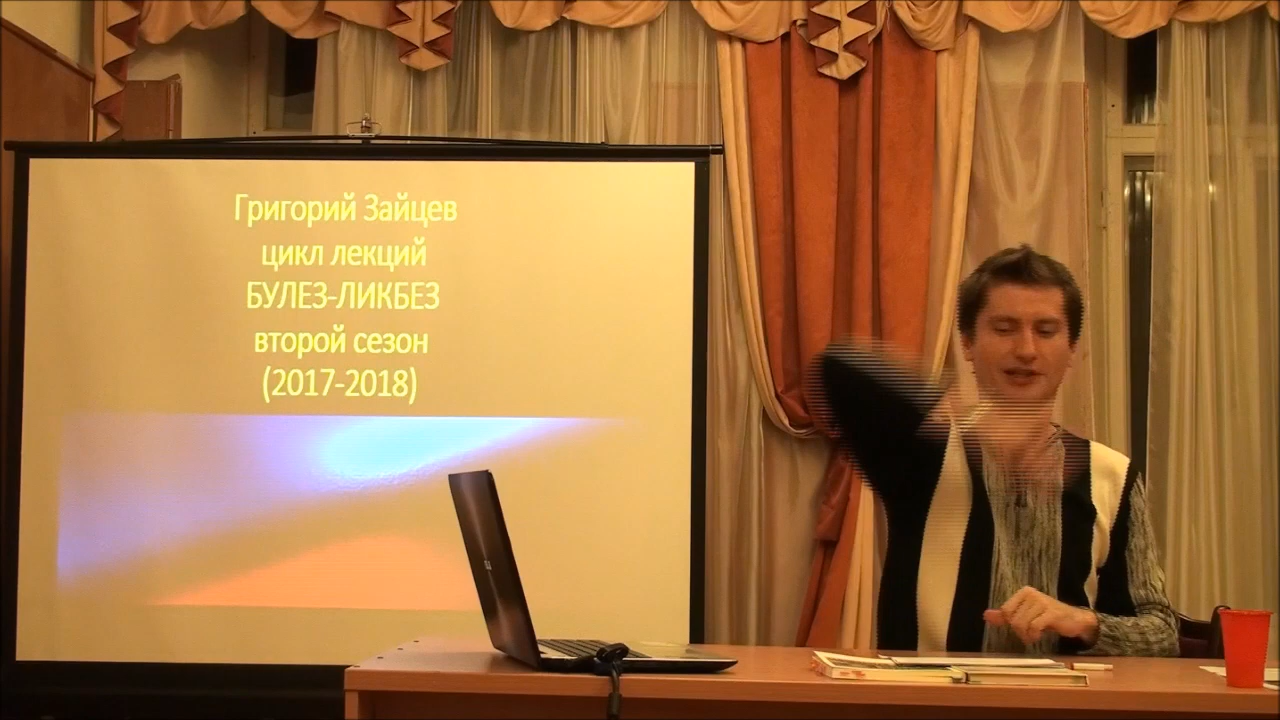 Григорий Зайцев
цикл лекций
БУЛЕЗ-ЛИКБЕЗ
второй сезон
(2017-2018)